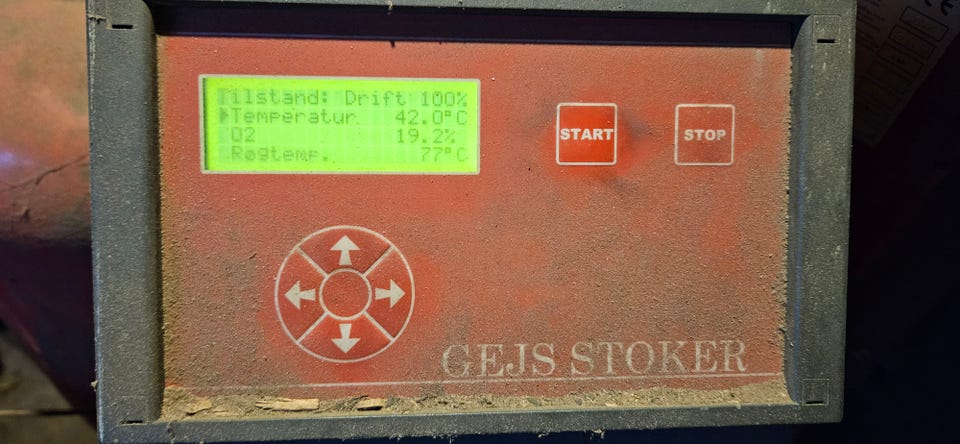 Tilstand: Drift 100%
Temperatur 42.0°C
O2 19.2%
Røgtemp. 77°C
START
STOP
GEJS STOKER